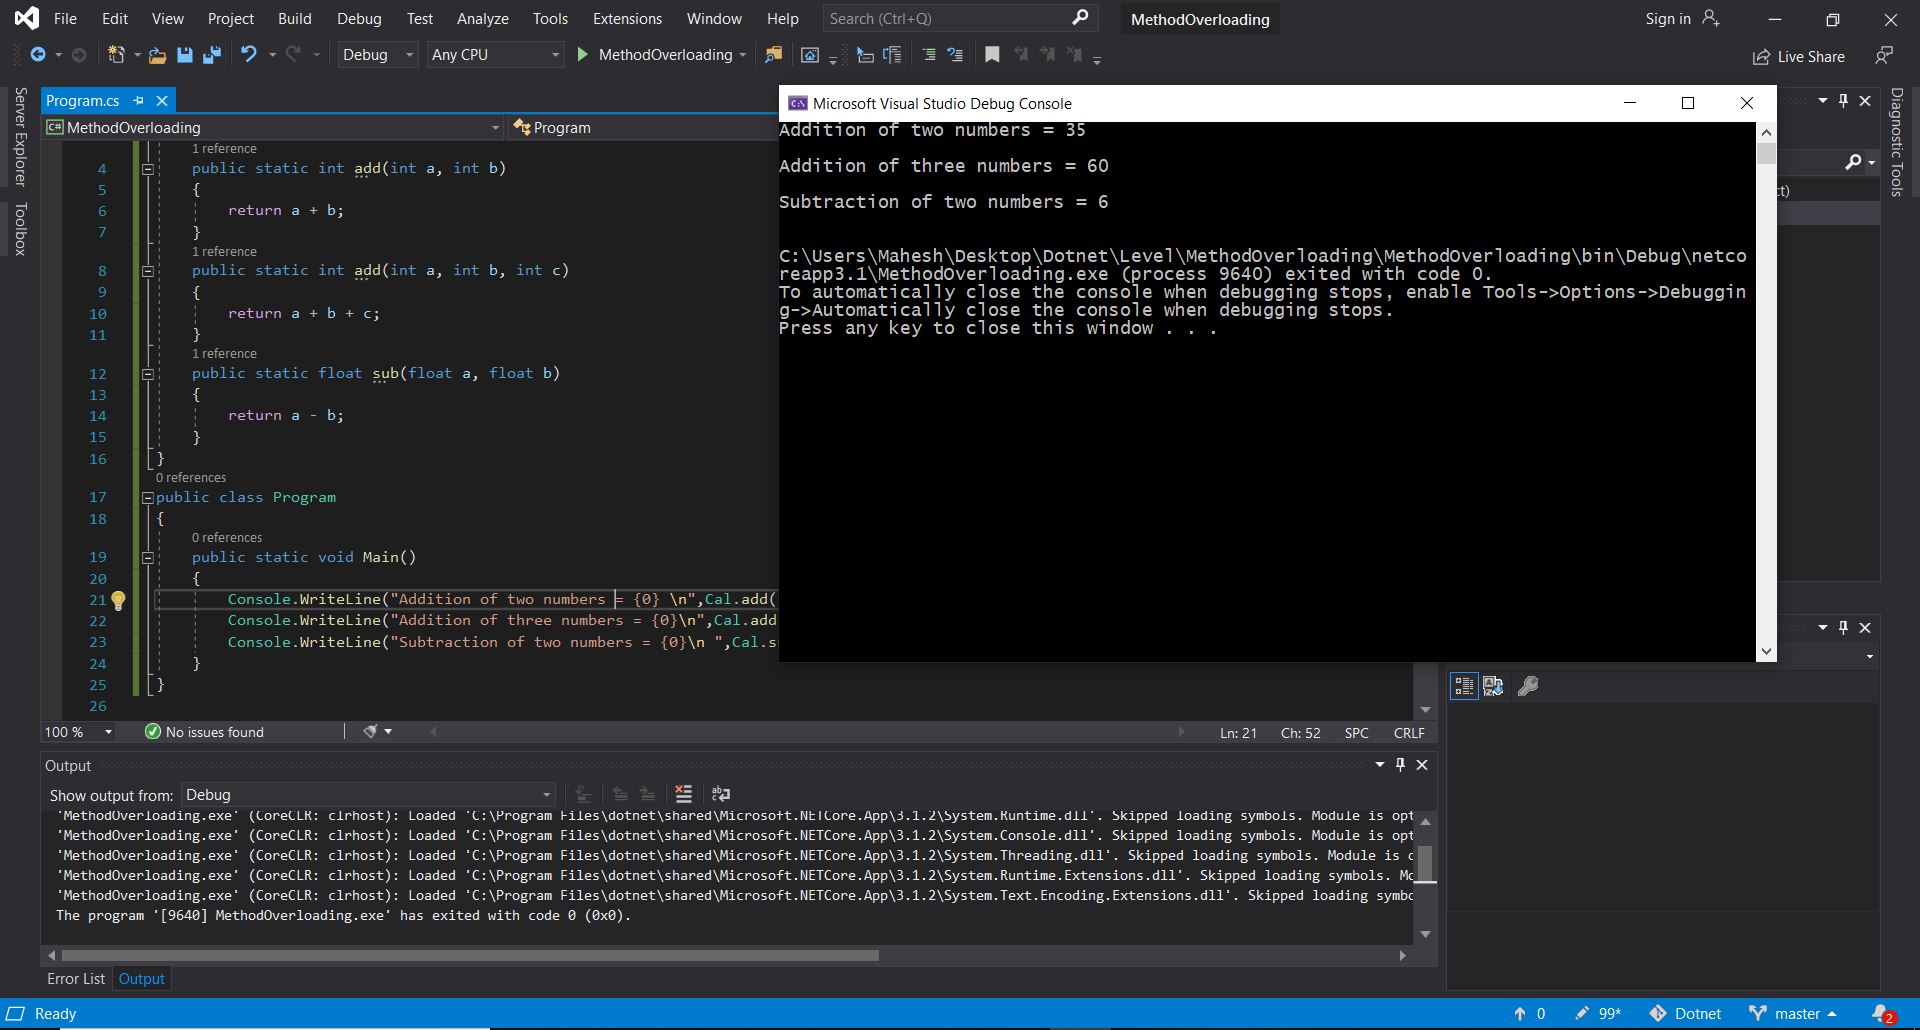 File Edit View Project Build Debug Test Analyze Tools Extensions Window Help Search (Ctrl+Q) MethodOverloading Sign in
Debug Any CPU MethodOverloading Live Share
Server Explorer
Toolbox
Program.cs
MethodOverloading Program
1 reference
4 public static int add(int a, int b)
5 {
6 return a + b;
7 }
1 reference
8 public static int add(int a, int b, int c)
9 {
10 return a + b + c;
11 }
1 reference
12 public static float sub(float a, float b)
13 {
14 return a - b;
15 }
16 }
0 references
17 public class Program
18 {
0 references
19 public static void Main()
20 {
21 Console.WriteLine("Addition of two numbers = {0} \n",Cal.add(
22 Console.WriteLine("Addition of three numbers = {0}\n",Cal.add
23 Console.WriteLine("Subtraction of two numbers = {0}\n ",Cal.s
24 }
25 }
26
100 % No issues found Ln: 21 Ch: 52 SPC CRLF
Microsoft Visual Studio Debug Console
Addition of two numbers = 35
Addition of three numbers = 60
Subtraction of two numbers = 6
C:\Users\Mahesh\Desktop\Dotnet\Level\MethodOverloading\MethodOverloading\bin\Debug\netco
reapp3.1\MethodOverloading.exe (process 9640) exited with code 0.
To automatically close the console when debugging stops, enable Tools->Options->Debuggin
g->Automatically close the console when debugging stops.
Press any key to close this window . . .
ct)
Diagnostic Tools
Output
Show output from: Debug
'MethodOverloading.exe' (CoreCLR: clrhost): Loaded 'C:\Program Files\dotnet\shared\Microsoft.NETCore.App\3.1.2\System.Runtime.dll'. Skipped loading symbols. Module is opt
'MethodOverloading.exe' (CoreCLR: clrhost): Loaded 'C:\Program Files\dotnet\shared\Microsoft.NETCore.App\3.1.2\System.Console.dll'. Skipped loading symbols. Module is opt
'MethodOverloading.exe' (CoreCLR: clrhost): Loaded 'C:\Program Files\dotnet\shared\Microsoft.NETCore.App\3.1.2\System.Threading.dll'. Skipped loading symbols. Module is o
'MethodOverloading.exe' (CoreCLR: clrhost): Loaded 'C:\Program Files\dotnet\shared\Microsoft.NETCore.App\3.1.2\System.Runtime.Extensions.dll'. Skipped loading symbols. Mo
'MethodOverloading.exe' (CoreCLR: clrhost): Loaded 'C:\Program Files\dotnet\shared\Microsoft.NETCore.App\3.1.2\System.Text.Encoding.Extensions.dll'. Skipped loading symbo
The program '[9640] MethodOverloading.exe' has exited with code 0 (0x0).
Error List Output
Ready 0 99* Dotnet master 2